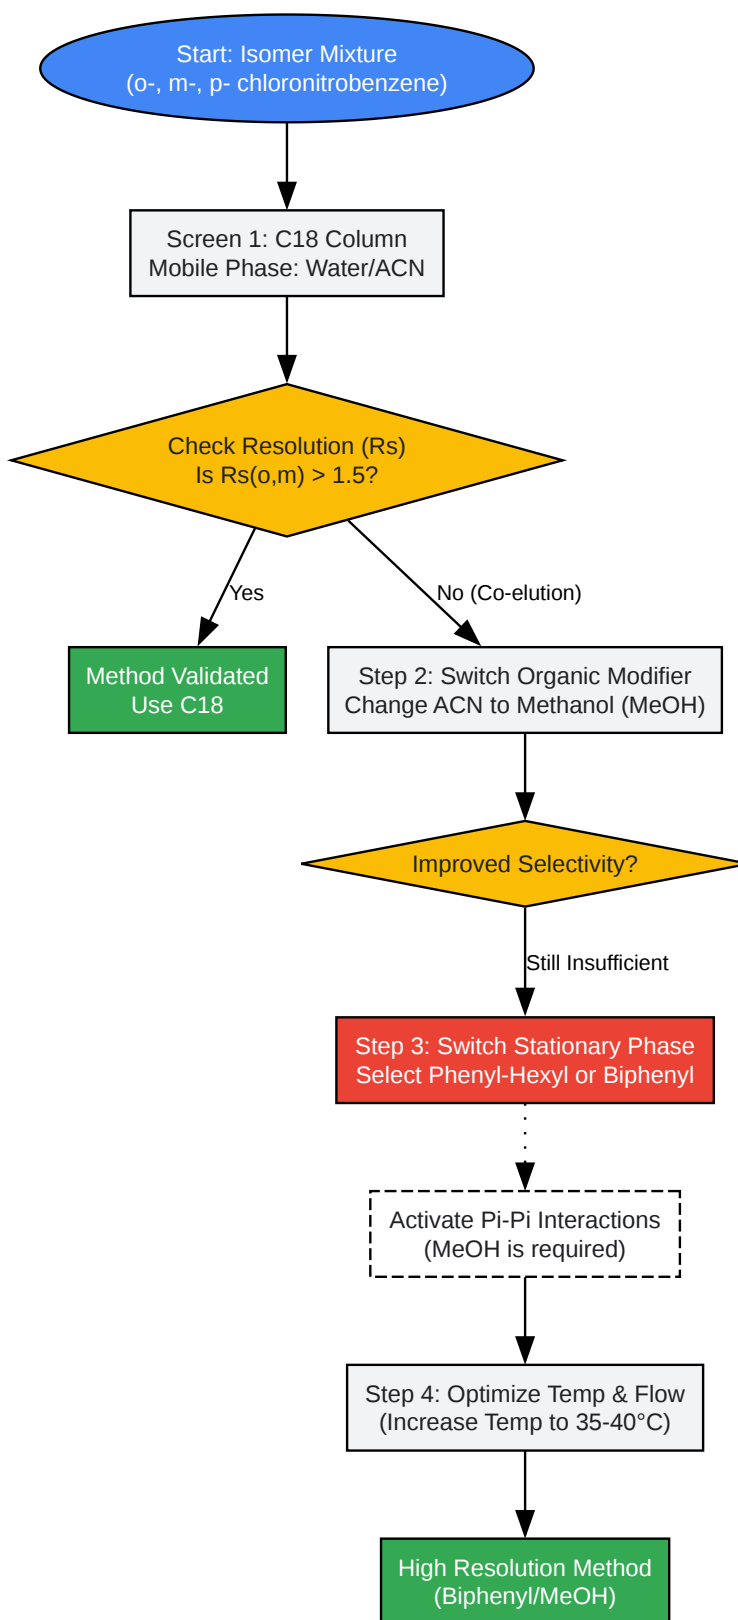 Start: Isomer Mixture
(o-, m-, p- chloronitrobenzene)
Screen 1: C18 Column
Mobile Phase: Water/ACN
Check Resolution (Rs)
Is Rs(o,m) > 1.5?
Yes
No (Co-elution)
Method Validated
Use C18
Step 2: Switch Organic Modifier
Change ACN to Methanol (MeOH)
Improved Selectivity?
Still Insufficient
Step 3: Switch Stationary Phase
Select Phenyl-Hexyl or Biphenyl
Activate Pi-Pi Interactions
(MeOH is required)
Step 4: Optimize Temp & Flow
(Increase Temp to 35-40°C)
High Resolution Method
(Biphenyl/MeOH)